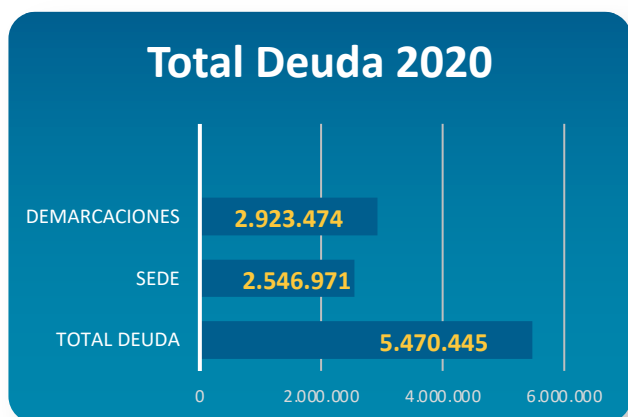 Total Deuda 2020
DEMARCACIONES 2.923.474
SEDE 2.546.971
TOTAL DEUDA 5.470.445
0 2.000.000 4.000.000 6.000.000